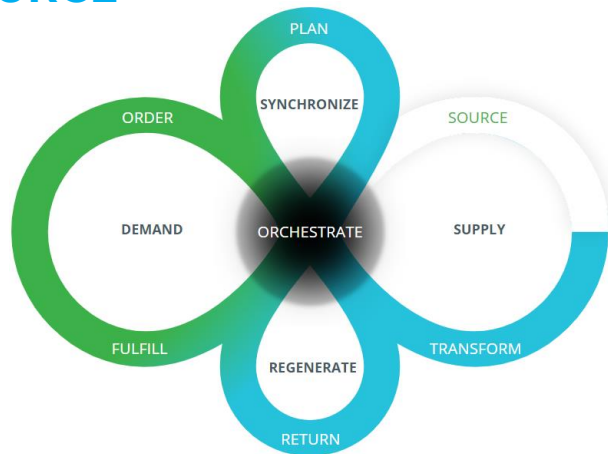 PLAN
SYNCHRONIZE
ORDER
SOURCE
DEMAND
ORCHESTRATE
SUPPLY
FULFILL
TRANSFORM
REGENERATE
RETURN